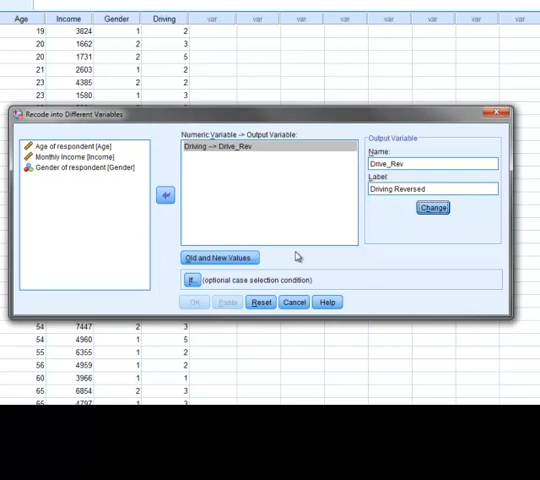 Age Income Gender Driving var var var var var var var var
19 3824 1 2
20 1662 2 3
20 1731 2 5
21 2603 1 2
23 4385 2 2
23 1580 1 3
Recode into Different Variables
Numeric Variable -> Output Variable:
Output Variable
Age of respondent [Age]
Monthly Income [Income]
Gender of respondent [Gender]
Driving --> Drive_Rev
Name:
Drive_Rev
Label:
Driving Reversed
Change
Old and New Values...
If... (optional case selection condition)
OK Paste Reset Cancel Help
54 7447 2 3
54 4960 1 5
55 6355 1 2
56 4959 1 2
60 3966 1 1
65 6854 2 3
65 4797 1 3